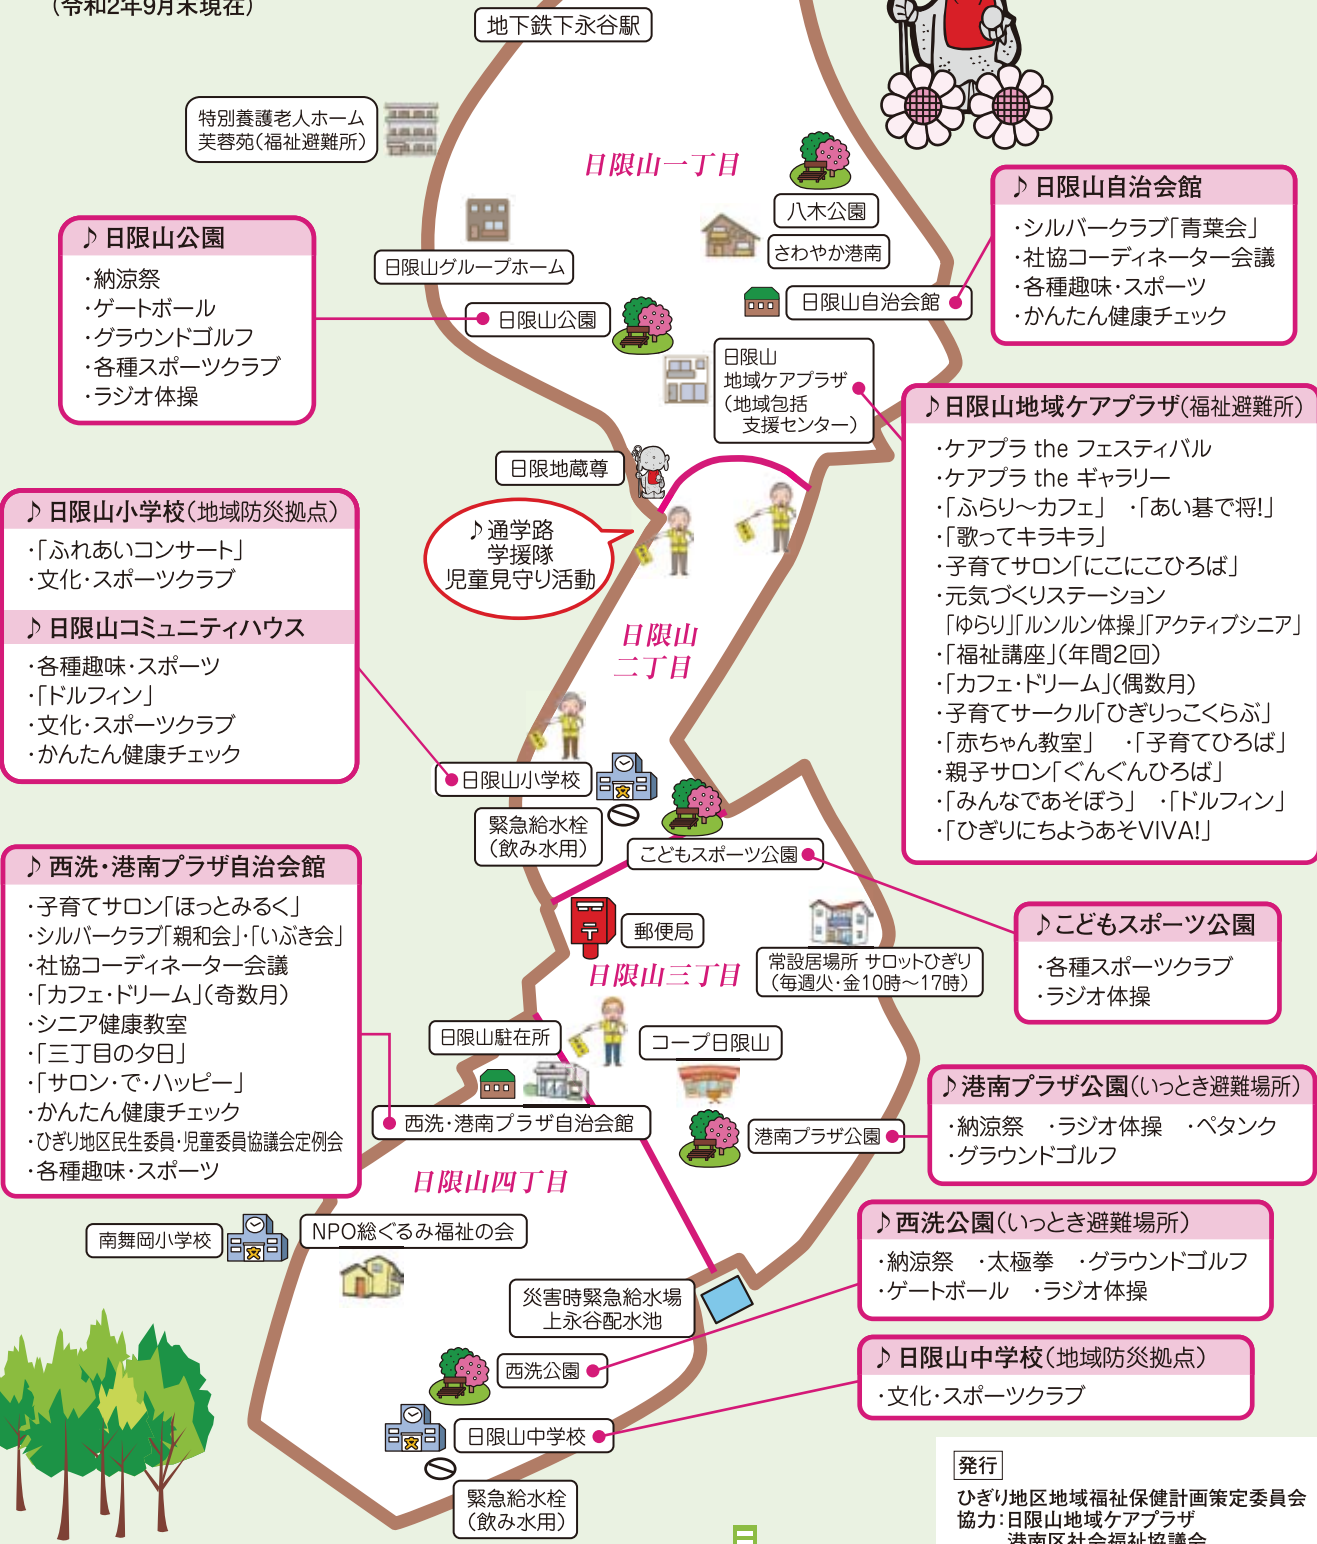 (令和2年9月末現在)
地下鉄下永谷駅
特別養護老人ホーム
芙蓉苑(福祉避難所)
日限山一丁目
八木公園
さわやか港南
日限山グループホーム
日限山自治会館
日限山公園
日限山
地域ケアプラザ
(地域包括
支援センター)
♪日限山公園
・納涼祭
・ゲートボール
・グラウンドゴルフ
・各種スポーツクラブ
・ラジオ体操
♪日限山自治会館
・シルバークラブ「青葉会」
・社協コーディネーター会議
・各種趣味・スポーツ
・かんたん健康チェック
♪日限山地域ケアプラザ(福祉避難所)
・ケアプラ the フェスティバル
・ケアプラ the ギャラリー
・「ふらり〜カフェ」 ・「あい碁で将!」
・「歌ってキラキラ」
・子育てサロン「にこにこひろば」
・元気づくりステーション
「ゆらり」「ルンルン体操」「アクティブシニア」
・「福祉講座」(年間2回)
・「カフェ・ドリーム」(偶数月)
・子育てサークル「ひぎりっこくらぶ」
・「赤ちゃん教室」 ・「子育てひろば」
・親子サロン「ぐんぐんひろば」
・「みんなであそぼう」 ・「ドルフィン」
・「ひぎりにちようあそVIVA!」
日限地蔵尊
♪通学路
学援隊
児童見守り活動
♪日限山小学校(地域防災拠点)
・「ふれあいコンサート」
・文化・スポーツクラブ
♪日限山コミュニティハウス
・各種趣味・スポーツ
・「ドルフィン」
・文化・スポーツクラブ
・かんたん健康チェック
日限山
二丁目
日限山小学校
文
緊急給水栓
(飲み水用)
こどもスポーツ公園
〒
郵便局
日限山三丁目
常設居場所 サロットひぎり
(毎週火・金10時〜17時)
♪こどもスポーツ公園
・各種スポーツクラブ
・ラジオ体操
♪西洗・港南プラザ自治会館
・子育てサロン「ほっとみるく」
・シルバークラブ「親和会」・「いぶき会」
・社協コーディネーター会議
・「カフェ・ドリーム」(奇数月)
・シニア健康教室
・「三丁目の夕日」
・「サロン・で・ハッピー」
・かんたん健康チェック
・ひぎり地区民生委員・児童委員協議会定例会
・各種趣味・スポーツ
日限山駐在所
コープ日限山
西洗・港南プラザ自治会館
港南プラザ公園
♪港南プラザ公園(いっとき避難場所)
・納涼祭 ・ラジオ体操 ・ペタンク
・グラウンドゴルフ
日限山四丁目
南舞岡小学校
文
NPO総ぐるみ福祉の会
♪西洗公園(いっとき避難場所)
・納涼祭 ・太極拳 ・グラウンドゴルフ
・ゲートボール ・ラジオ体操
災害時緊急給水場
上永谷配水池
西洗公園
♪日限山中学校(地域防災拠点)
・文化・スポーツクラブ
文
日限山中学校
緊急給水栓
(飲み水用)
発行
ひぎり地区地域福祉保健計画策定委員会
協力:日限山地域ケアプラザ
港南区社会福祉協議会